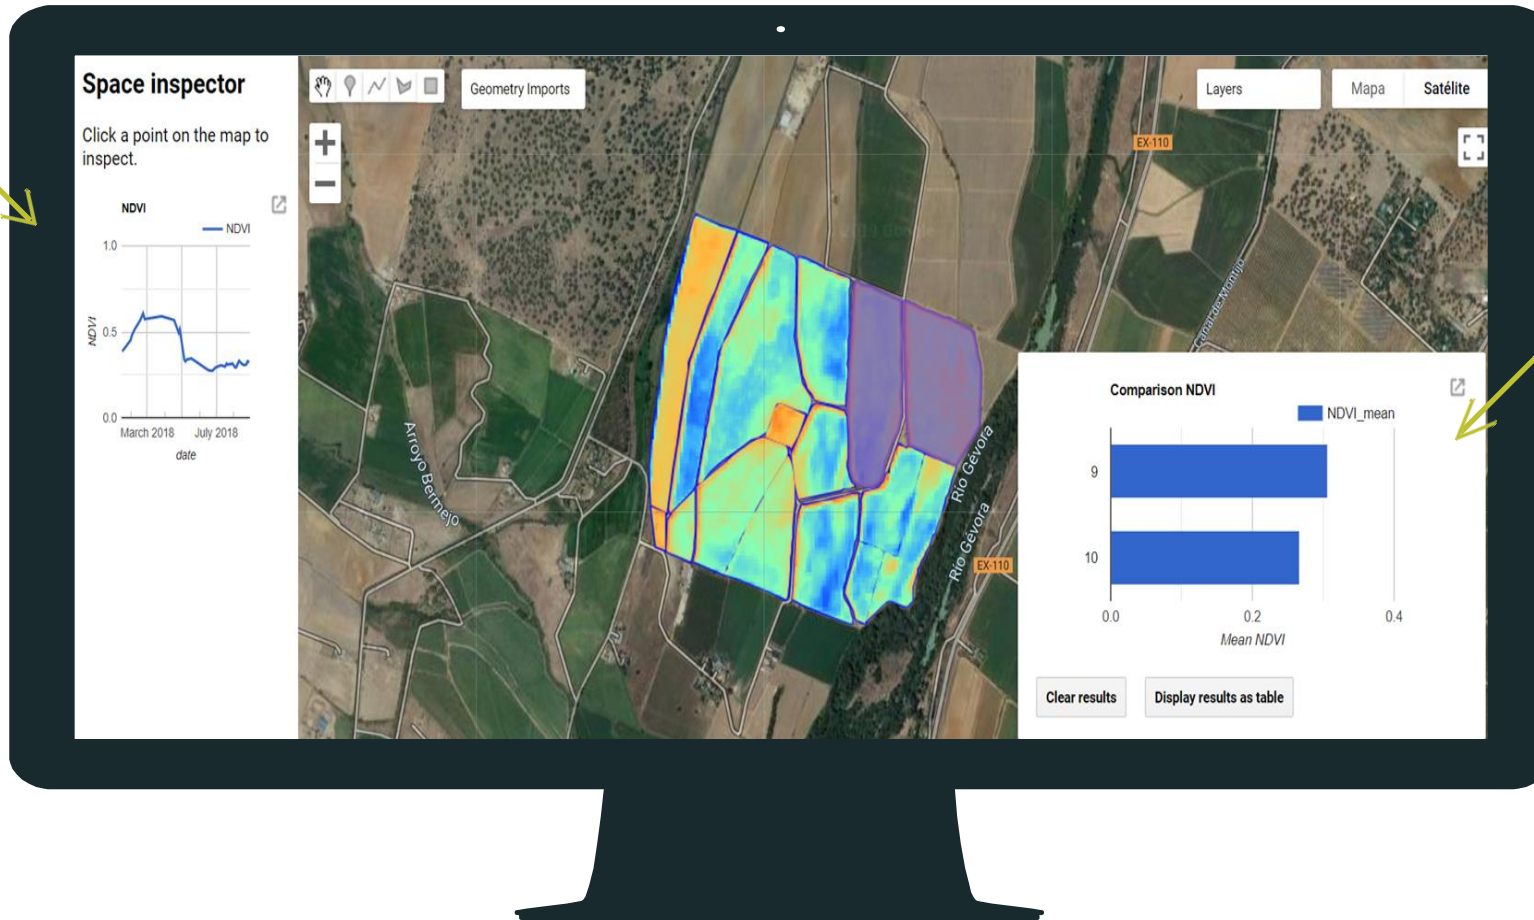 Space inspector
Click a point on the map to
inspect.
NDVI
NDVI
1.0
0.5
0.0
NDVI
March 2018
July 2018
date
Geometry Imports
Layers
Mapa
Satélite
EX-110
Canal de Montijo
Arroyo Bermejo
Río Gévora
Río Gévora
EX-110
Comparison NDVI
NDVI_mean
9
10
0.0
0.2
0.4
Mean NDVI
Clear results
Display results as table